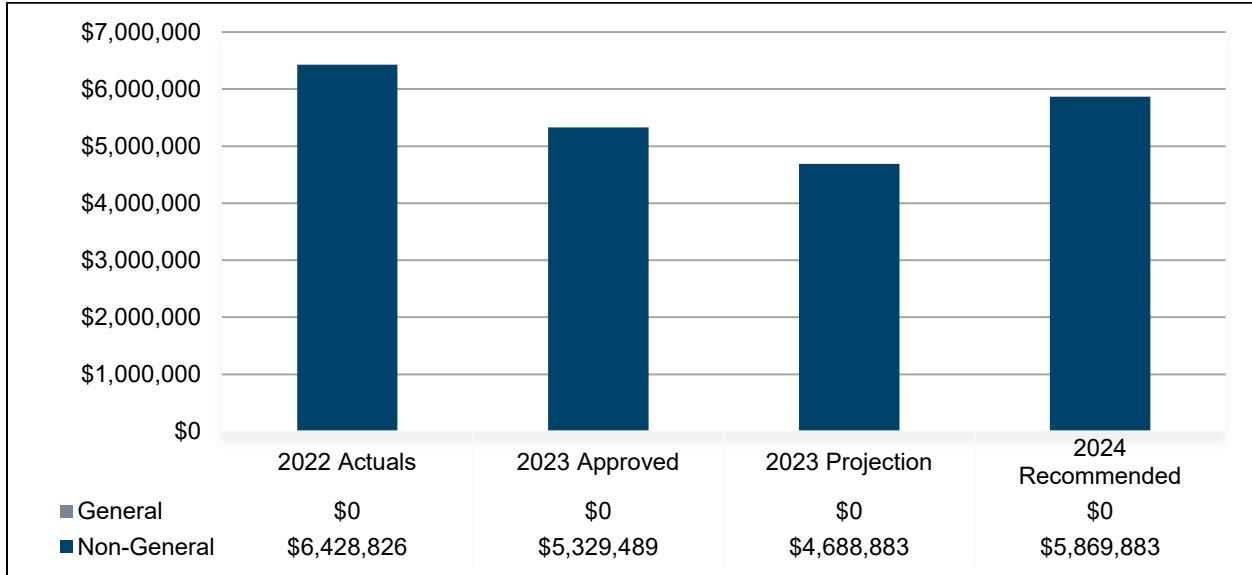 $7,000,000
$6,000,000
$5,000,000
$4,000,000
$3,000,000
$2,000,000
$1,000,000
$0
2022 Actuals 2023 Approved 2023 Projection 2024
Recommended
General $0 $0 $0 $0
Non-General $6,428,826 $5,329,489 $4,688,883 $5,869,883